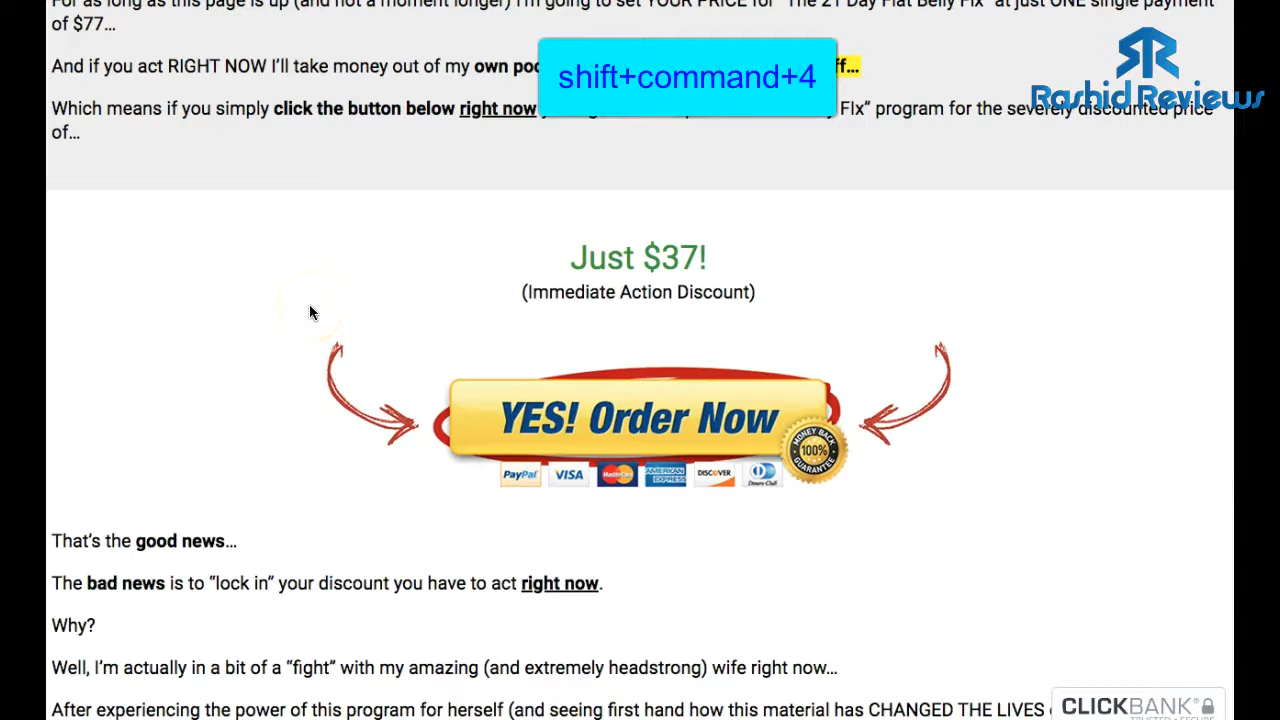 For as long as this page is up (and not a moment longer) I'm going to set YOUR PRICE for "The 21 Day Flat Belly Fix" at just ONE single payment
of $77...
And if you act RIGHT NOW I'll take money out of my own
ff...
shift+command+4
Rashid Reviews
Which means if you simply click the button below right now
FIx" program for the severely discounted price
of...
Just $37!
(Immediate Action Discount)
YES! Order Now
MONEY BACK
100%
GUARANTEE
PayPal VISA MasterCard AMERICAN EXPRESS DISCOVER Diners Club
That's the good news...
The bad news is to "lock in" your discount you have to act right now.
Why?
Well, I'm actually in a bit of a "fight" with my amazing (and extremely headstrong) wife right now...
After experiencing the power of this program for herself (and seeing first hand how this material has CHANGED THE LIVES
CLICKBANK®